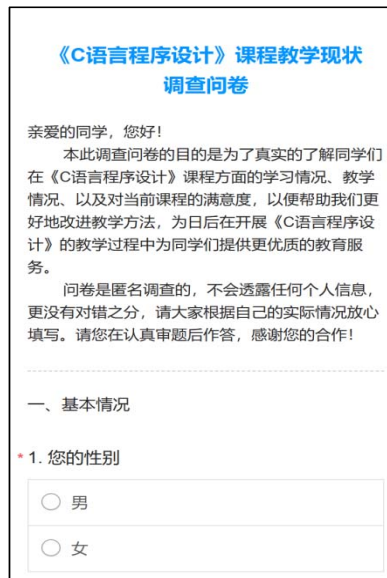 《C语言程序设计》课程教学现状
调查问卷
亲爱的同学，您好！
本此调查问卷的目的是为了真实的了解同学们
在《C语言程序设计》课程方面的学习情况、教学
情况、以及对当前课程的满意度，以便帮助我们更
好地改进教学方法，为日后在开展《C语言程序设
计》的教学过程中为同学们提供更优质的教育服
务。
问卷是匿名调查的，不会透露任何个人信息，
更没有对错之分，请大家根据自己的实际情况放心
填写。请您在认真审题后作答，感谢您的合作！
一、基本情况
* 1. 您的性别
男
女